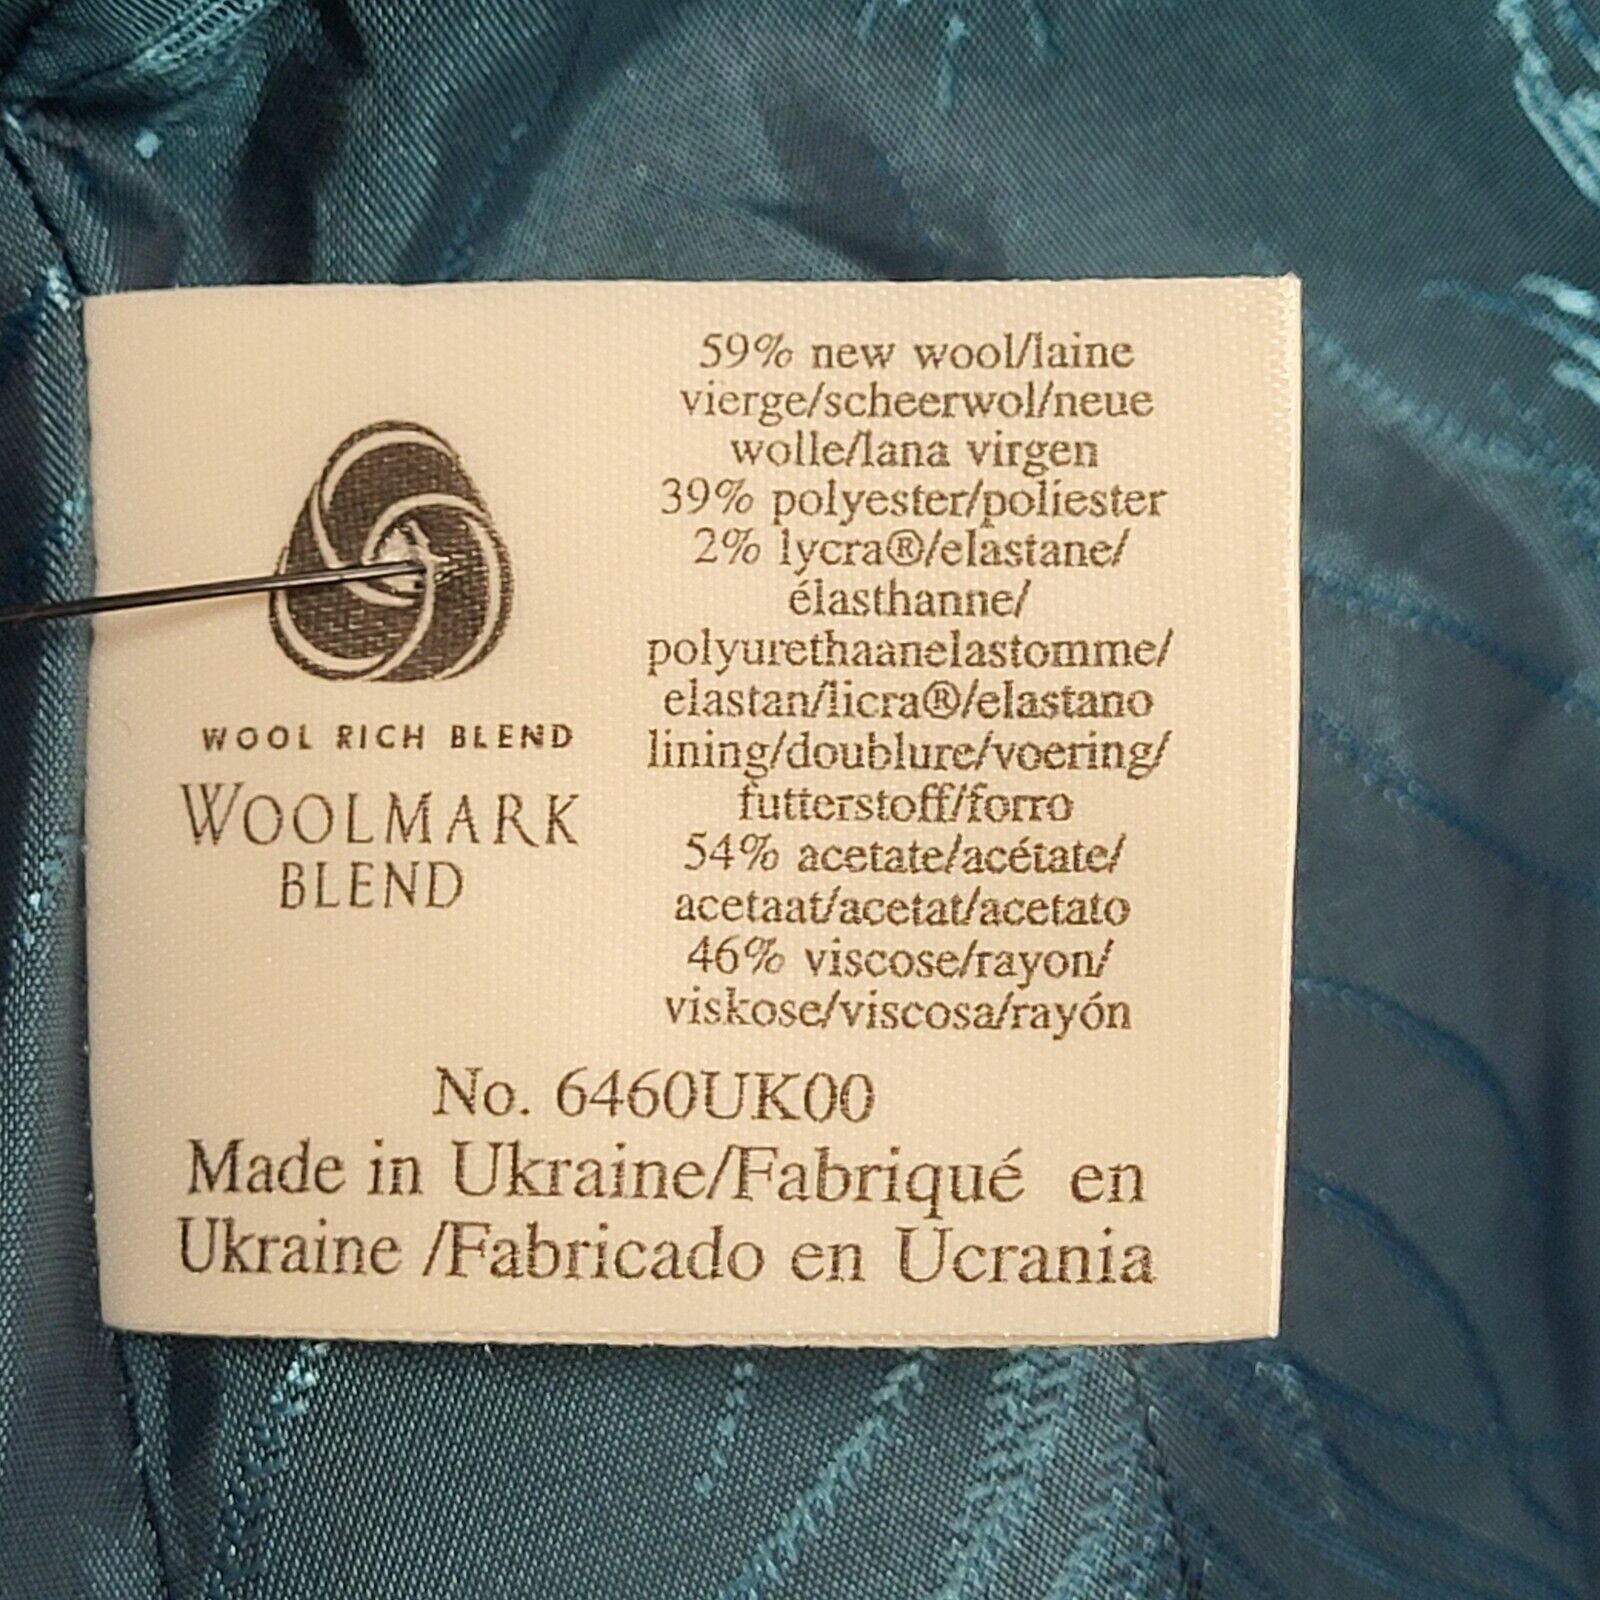 WOOL RICH BLEND
WOOLMARK
BLEND
59% new wool/laine
vierge/scheerwol/neue
wolle/lana virgen
39% polyester/poliester
2% lycra®/elastane/
élasthanne/
polyurethaanelastomme/
elastan/licra®/elastano
lining/doublure/voering/
futterstoff/forro
54% acetate/acétate/
acetaat/acetat/acetato
46% viscose/rayon/
viskose/viscosa/rayón
No. 6460UK00
Made in Ukraine/Fabriqué en
Ukraine /Fabricado en Ucrania